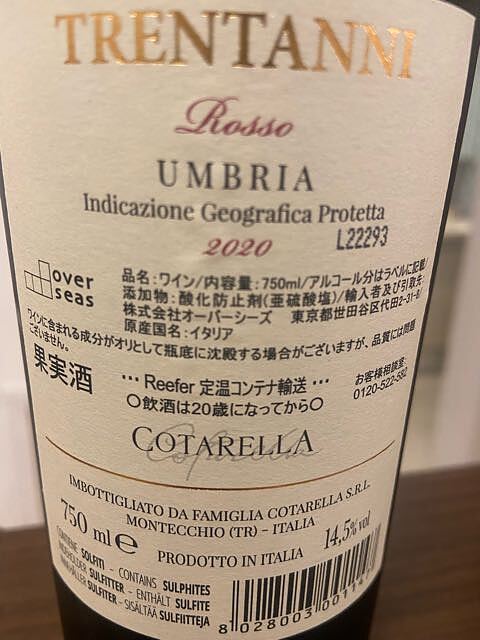 TRENTANNI
Rosso
UMBRIA
Indicazione Geografica Protetta
2020
L22293
over
seas
品名:ワイン/内容量:750ml/アルコール分はラベルに記載/
添加物:酸化防止剤(亜硫酸塩)/輸入者及び引取先:
株式会社オーバーシーズ 東京都世田谷区代田2-31-8/
原産国名:イタリア
ワインに含まれる成分がオリとして瓶底に沈殿する場合がございますが、品質には問題
ございません。
果実酒
··· Reefer 定温コンテナ輸送 ···
○飲酒は20歳になってから○
お客様相談室:
0120-522-582
COTARELLA
IMBOTTIGLIATO DA FAMIGLIA COTARELLA S.R.L.
MONTECCHIO (TR) - ITALIA
750 ml e
PRODOTTO IN ITALIA
14,5% vol
CONTIENE SOLFITI - CONTAINS SULPHITES
SULFITTER - ENTHÄLT SULFITE
SULFITER - SISÄLTÄÄ SULFIITTEJA
8 028003 00114